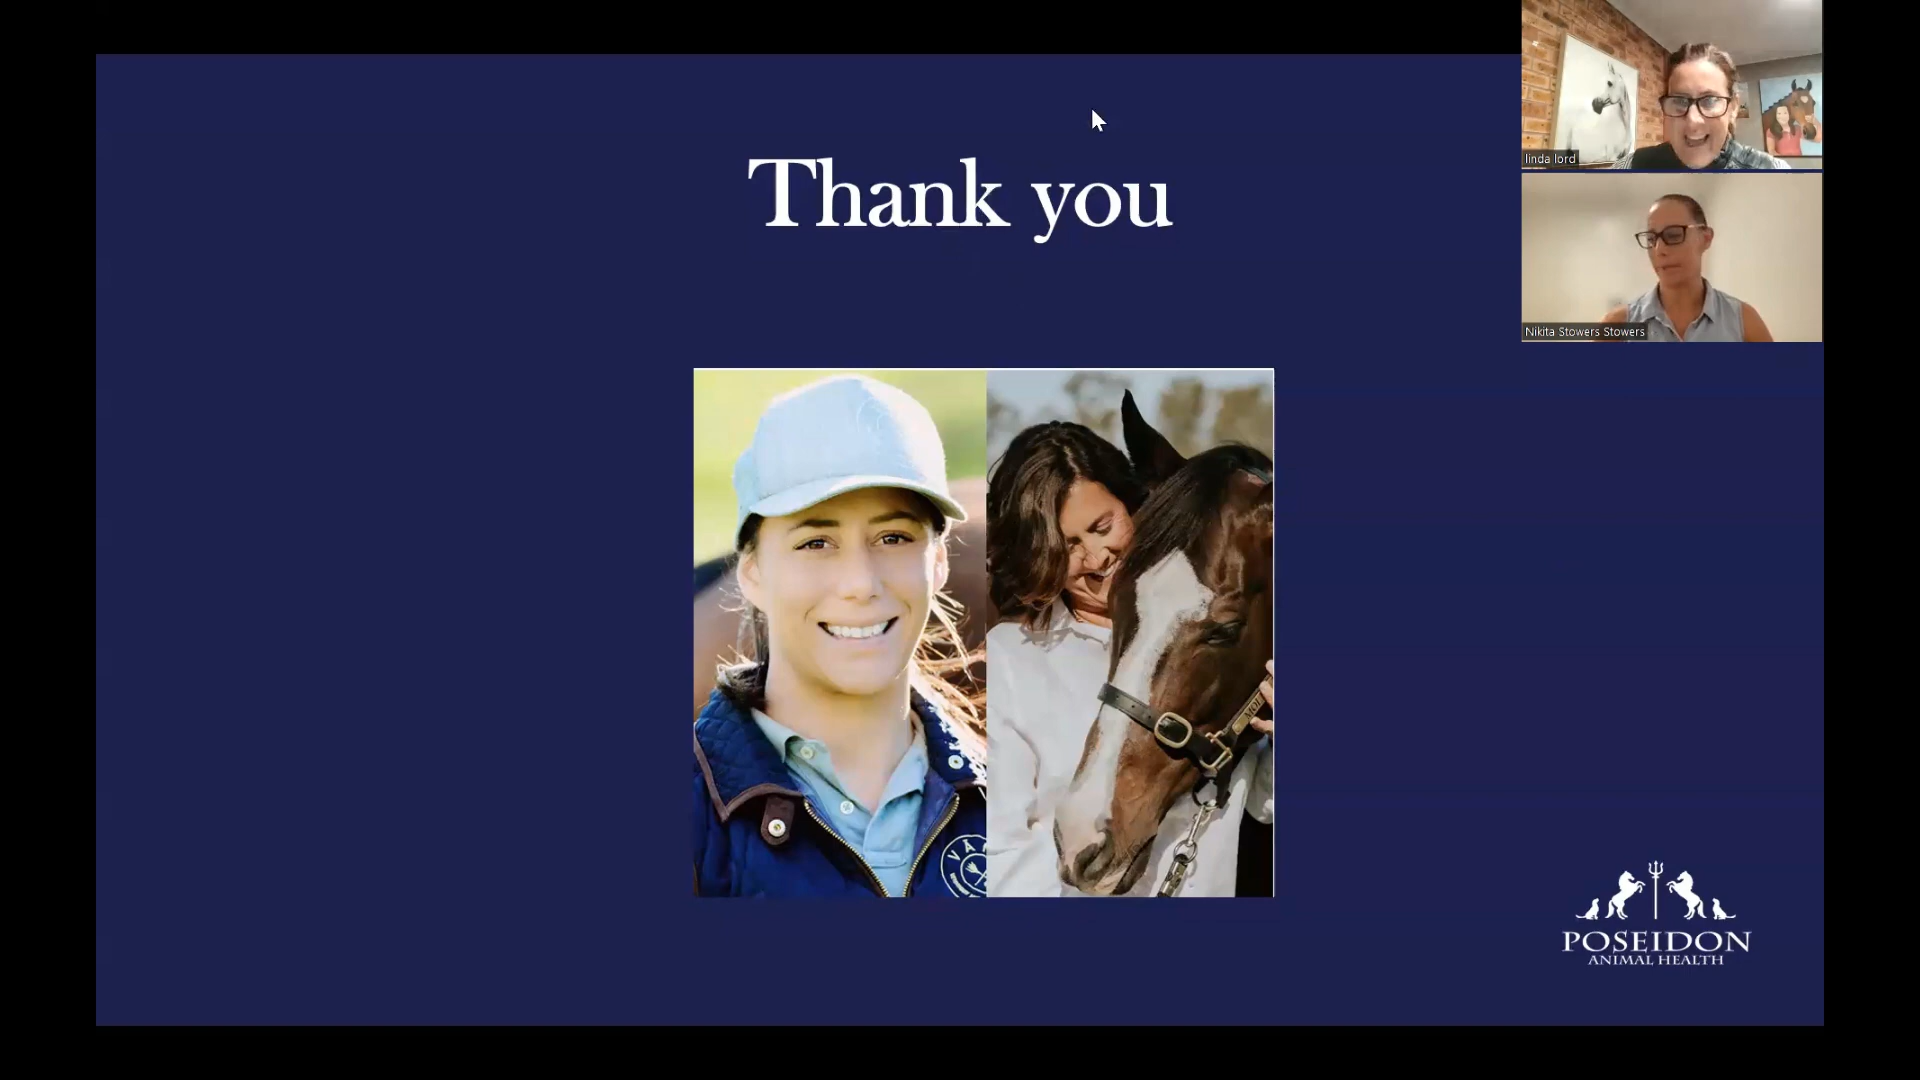 Thank you
linda lord
Nikita Stowers Stowers
POSEIDON
ANIMAL HEALTH